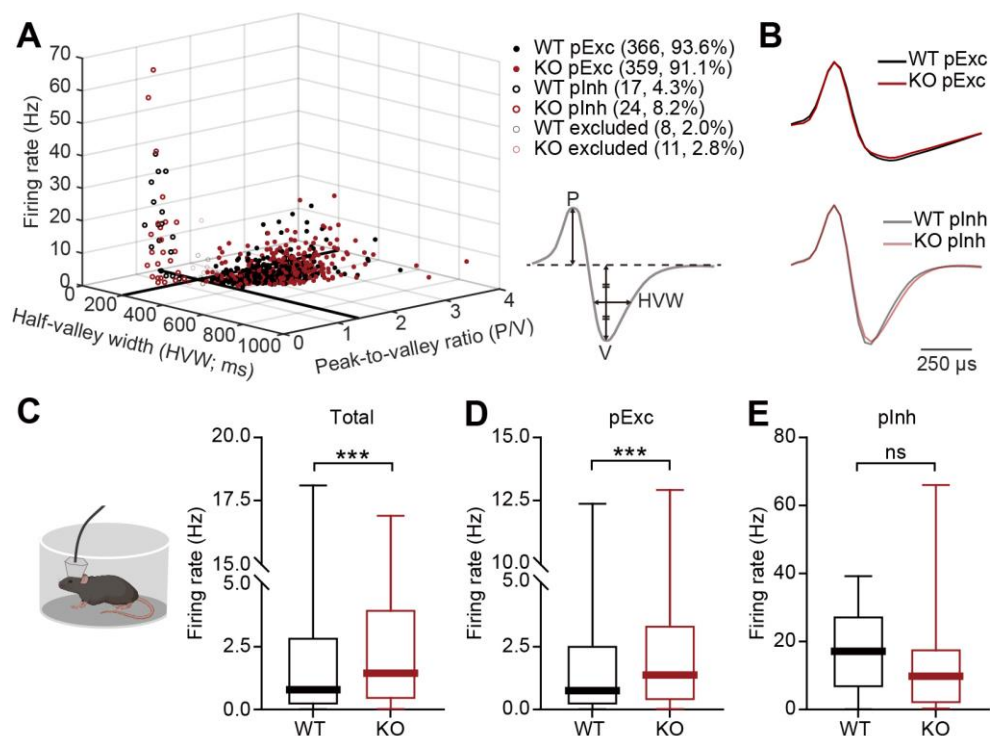 A
Firing rate (Hz)
70
60
50
40
30
20
10
0
0
200
400
600
800
1000
Half-valley width (HVW; ms)
0
1
2
3
4
Peak-to-valley ratio (P/V)
WT pExc (366, 93.6%)
KO pExc (359, 91.1%)
WT pInh (17, 4.3%)
KO pInh (24, 8.2%)
WT excluded (8, 2.0%)
KO excluded (11, 2.8%)
P
HVW
V
B
WT pExc
KO pExc
WT pInh
KO pInh
250 µs
C
Total
Firing rate (Hz)
20.0
17.5
15.0
5.0
2.5
0.0
***
WT
KO
D
pExc
Firing rate (Hz)
15.0
12.5
10.0
5.0
2.5
0.0
***
WT
KO
E
pInh
Firing rate (Hz)
80
60
40
20
0
ns
WT
KO